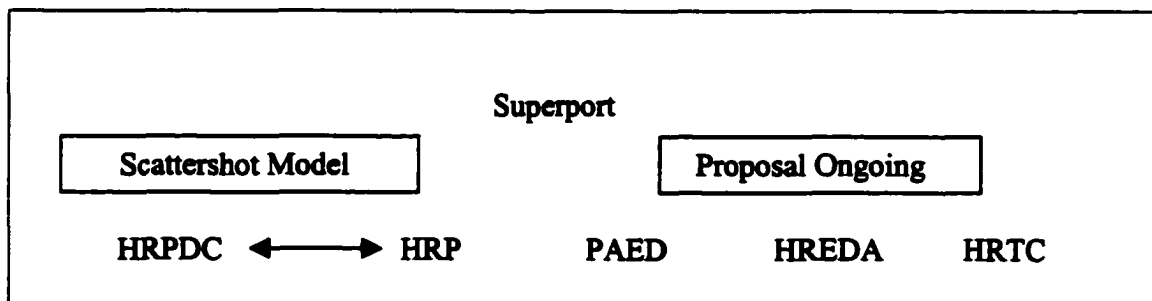 Superport
Scattershot Model Proposal Ongoing
HRPDC HRP PAED HREDA HRTC